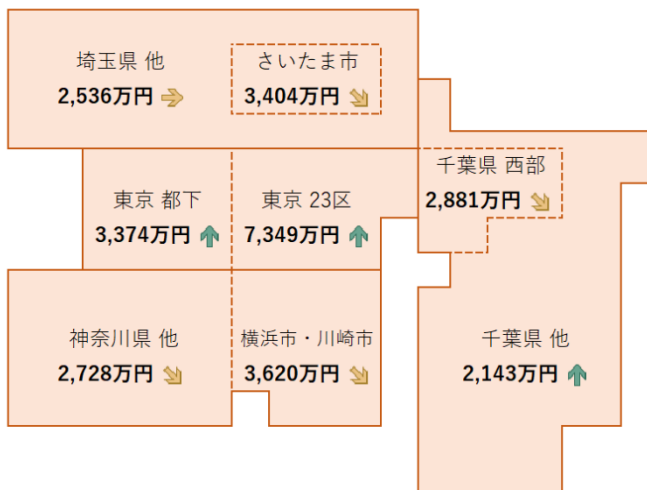 埼玉県 他
2,536万円
さいたま市
3,404万円
千葉県 西部
2,881万円
東京 都下
3,374万円
東京 23区
7,349万円
神奈川県 他
2,728万円
横浜市・川崎市
3,620万円
千葉県 他
2,143万円